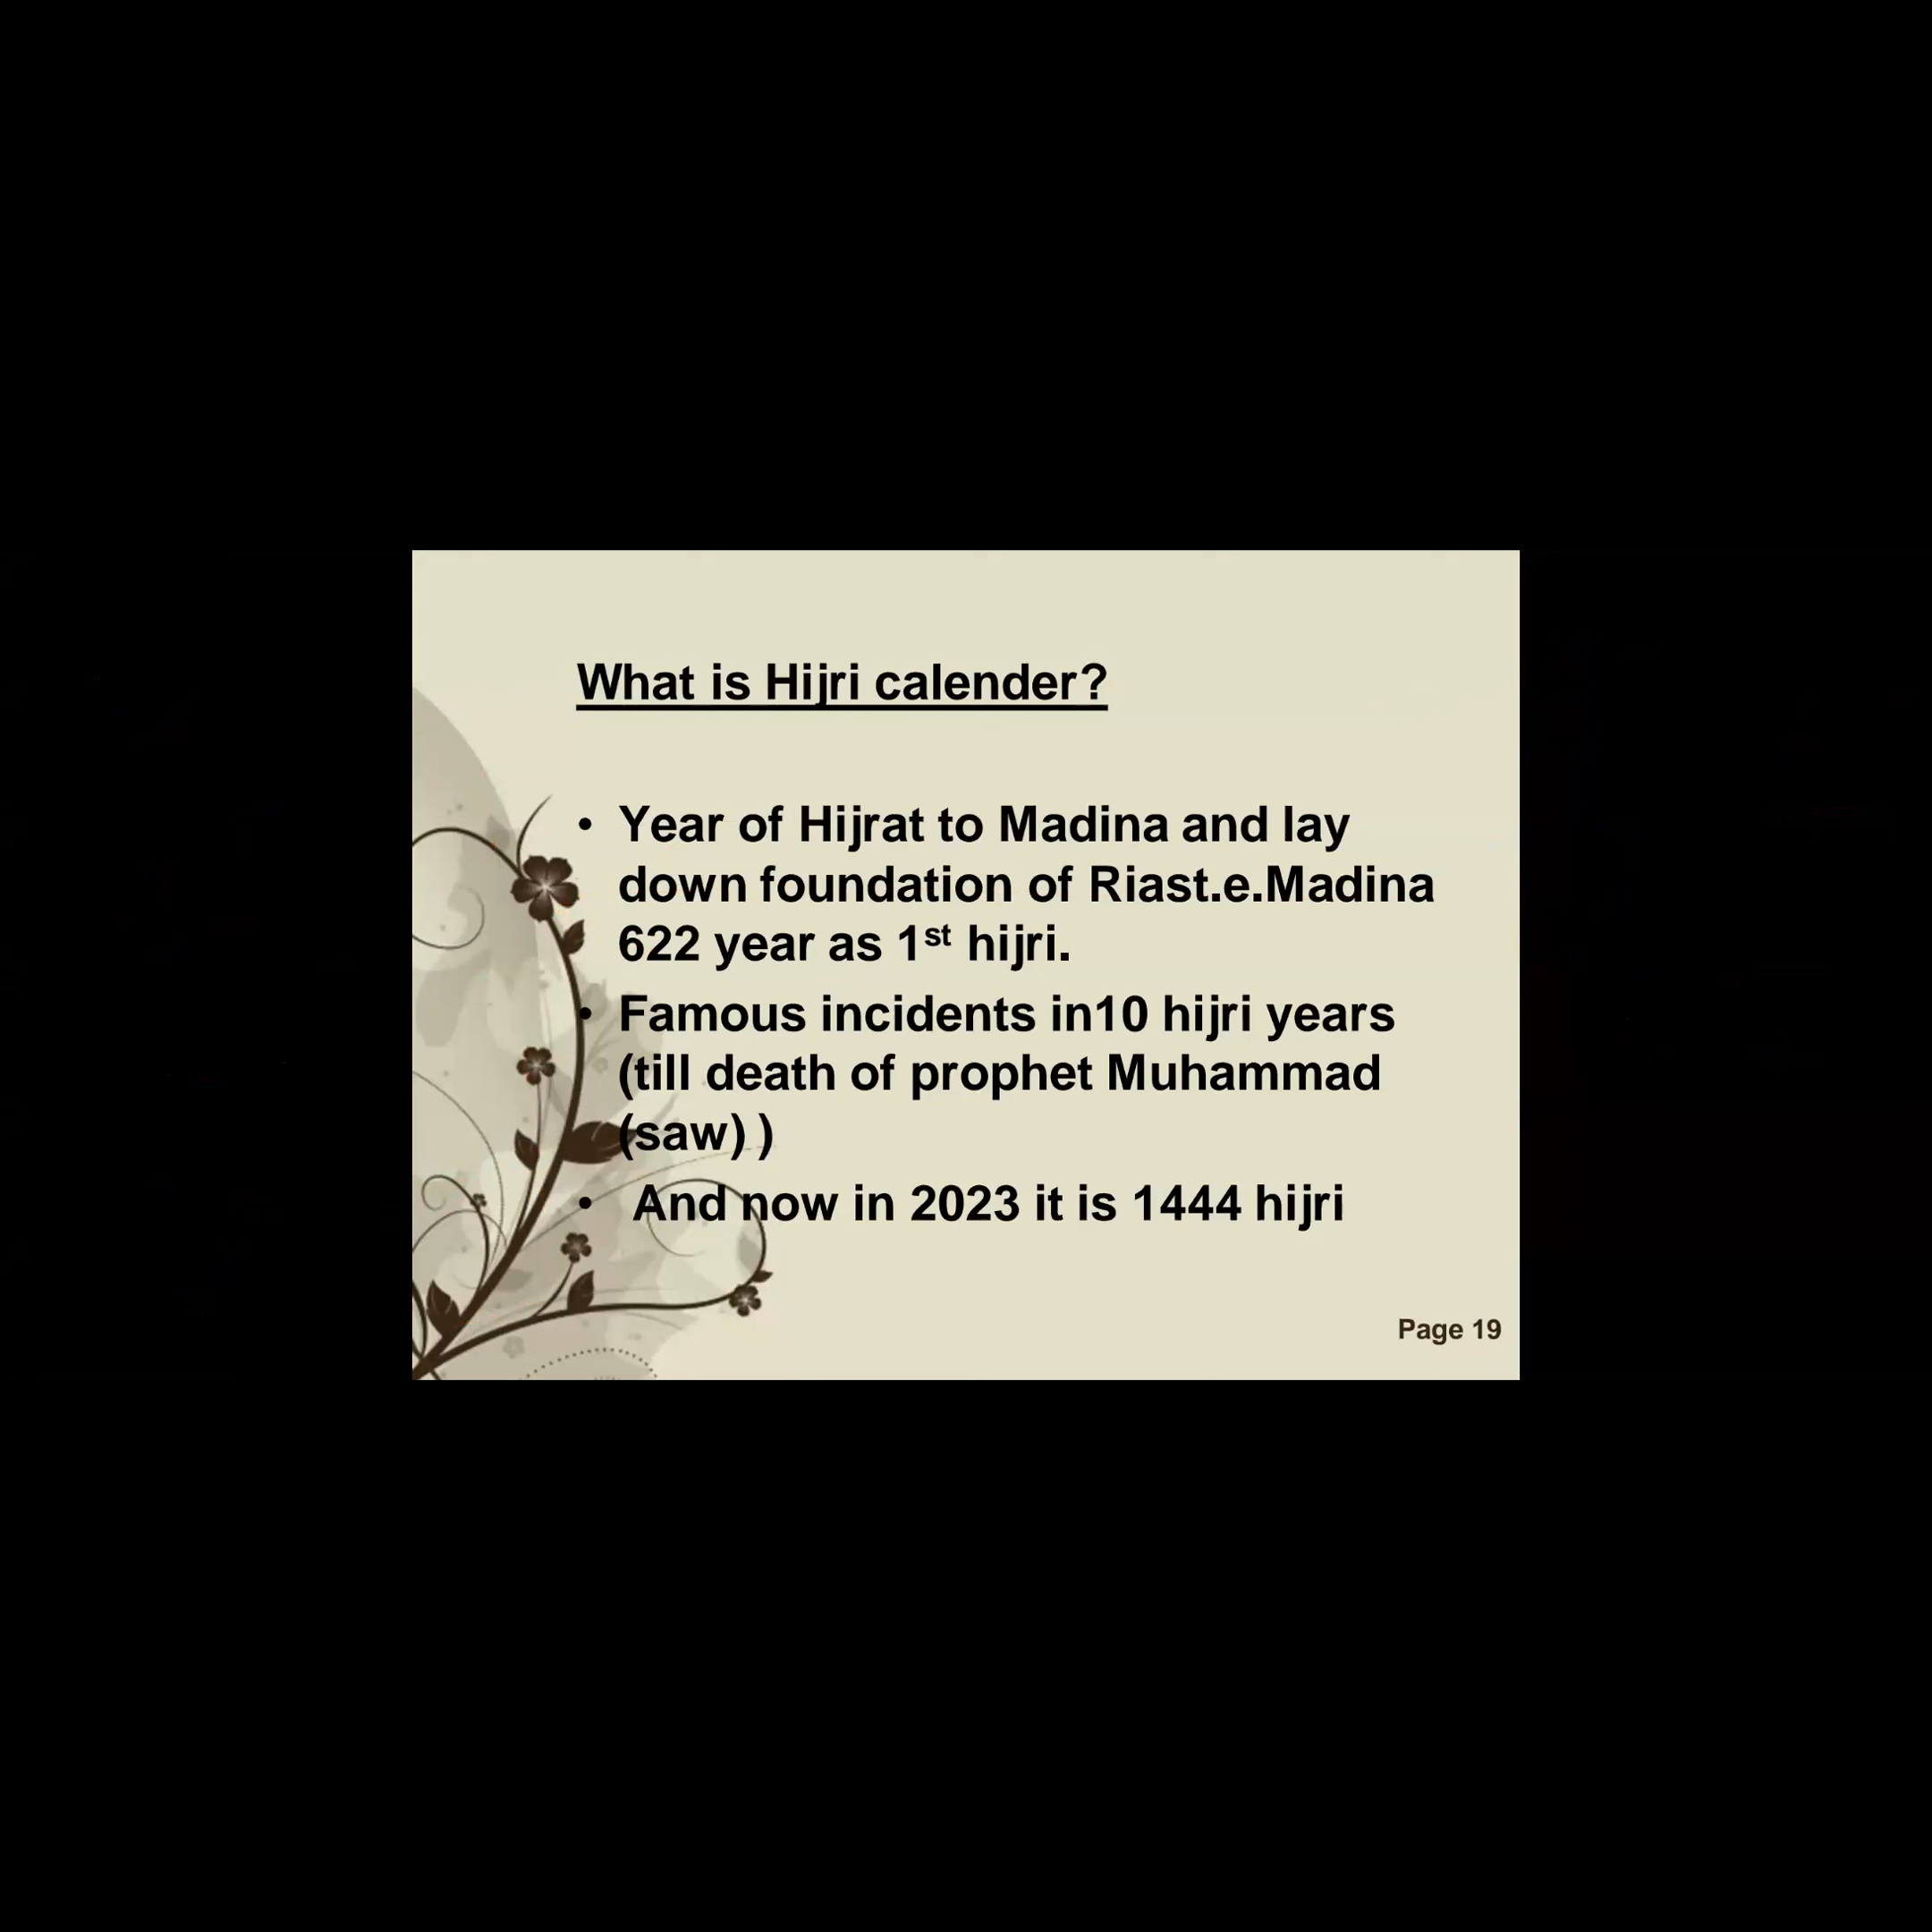 What is Hijri calender?
• Year of Hijrat to Madina and lay
down foundation of Riast.e.Madina
622 year as 1st hijri.
• Famous incidents in10 hijri years
(till death of prophet Muhammad
(saw) )
• And now in 2023 it is 1444 hijri
Page 19